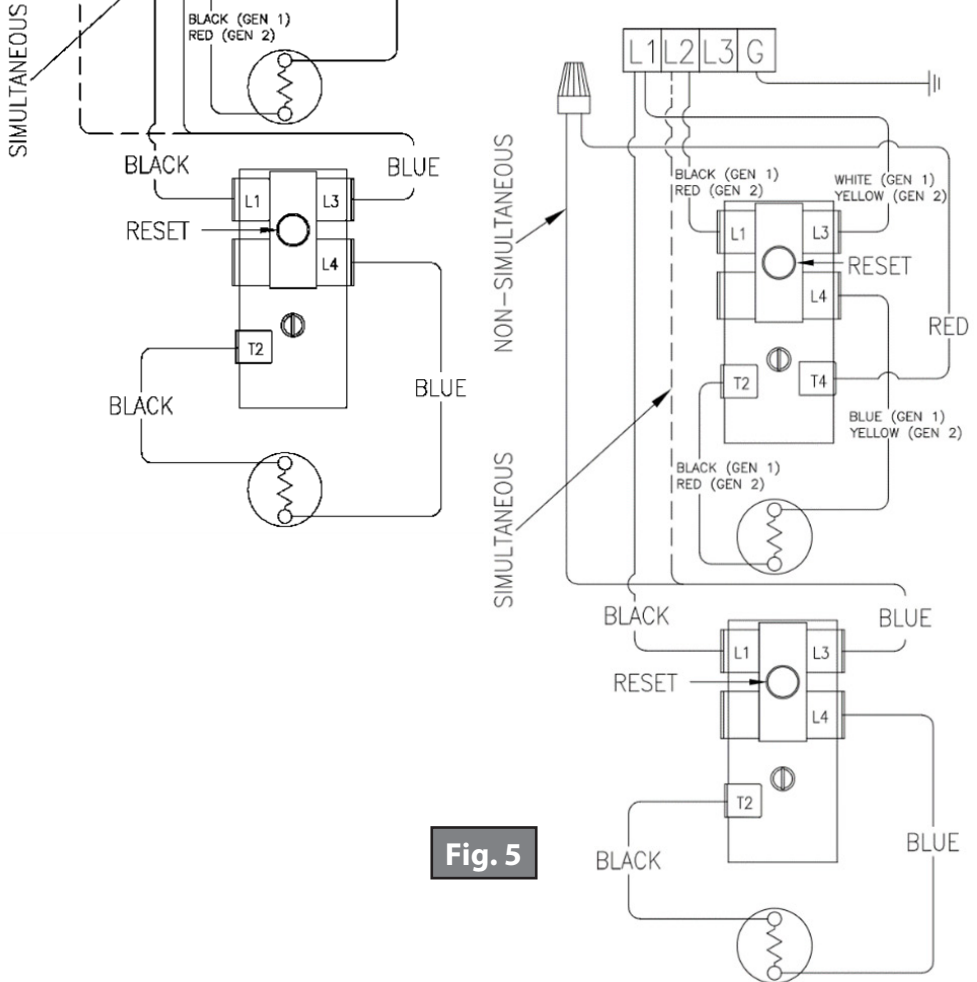 SIMULTANEOUS
BLACK (GEN 1)
RED (GEN 2)
BLACK
BLUE
L1
L3
RESET
L4
T2
BLACK
BLUE
L1 L2 L3 G
NON-SIMULTANEOUS
BLACK (GEN 1)
RED (GEN 2)
WHITE (GEN 1)
YELLOW (GEN 2)
L1
L3
RESET
L4
RED
T2
T4
BLUE (GEN 1)
YELLOW (GEN 2)
SIMULTANEOUS
BLACK (GEN 1)
RED (GEN 2)
BLACK
BLUE
L1
L3
RESET
L4
T2
BLACK
BLUE
Fig. 5